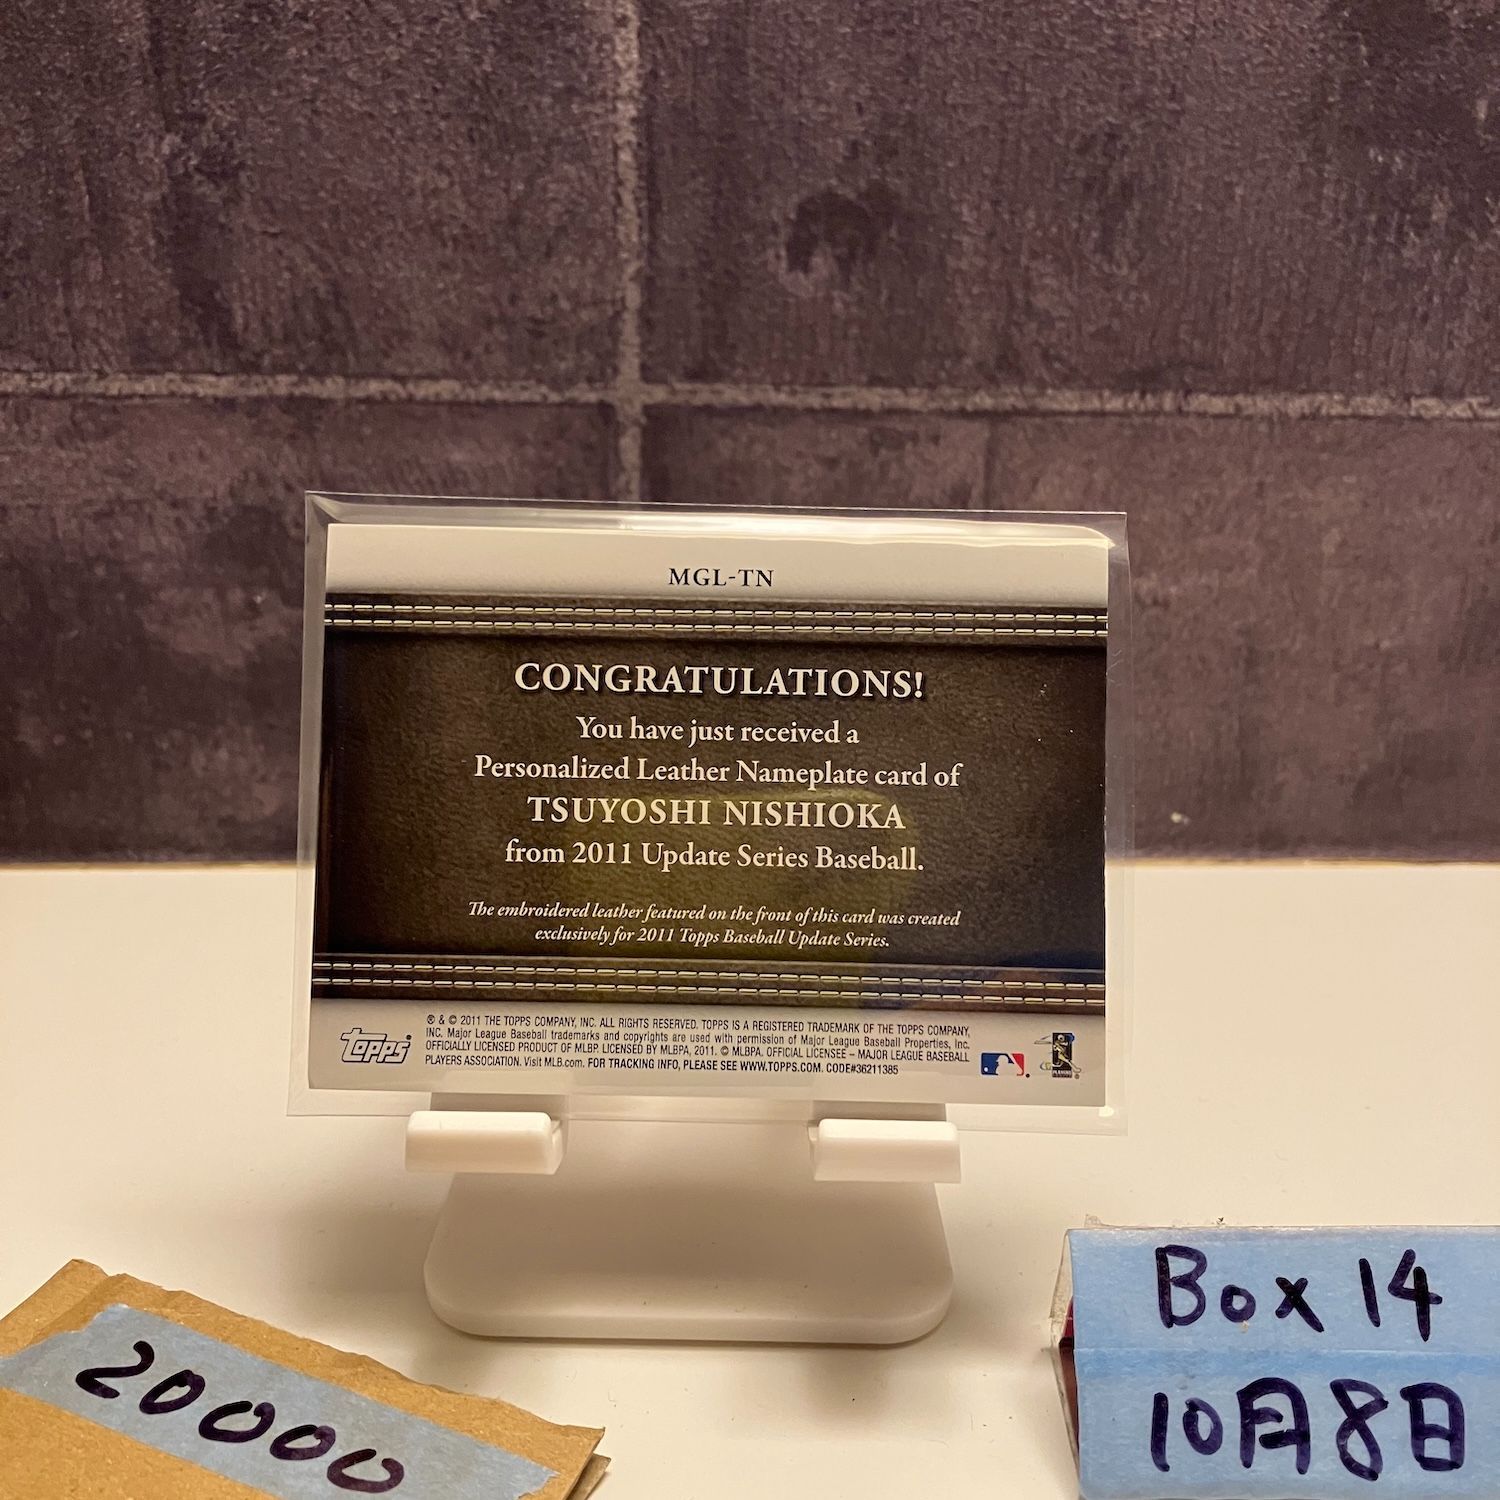 MGL-TN
CONGRATULATIONS!
You have just received a
Personalized Leather Nameplate card of
TSUYOSHI NISHIOKA
from 2011 Update Series Baseball.
The embroidered leather featured on the front of this card was created
exclusively for 2011 Topps Baseball Update Series.
Topps
® & © 2011 THE TOPPS COMPANY, INC. ALL RIGHTS RESERVED. TOPPS IS A REGISTERED TRADEMARK OF THE TOPPS COMPANY,
INC. Major League Baseball trademarks and copyrights are used with permission of Major League Baseball Properties, Inc.
OFFICIALLY LICENSED PRODUCT OF MLBP. LICENSED BY MLBPA, 2011. © MLBPA. OFFICIAL LICENSEE – MAJOR LEAGUE BASEBALL
PLAYERS ASSOCIATION. Visit MLB.com. FOR TRACKING INFO, PLEASE SEE WWW.TOPPS.COM. CODE#36211385
20000
Box 14
10月8日